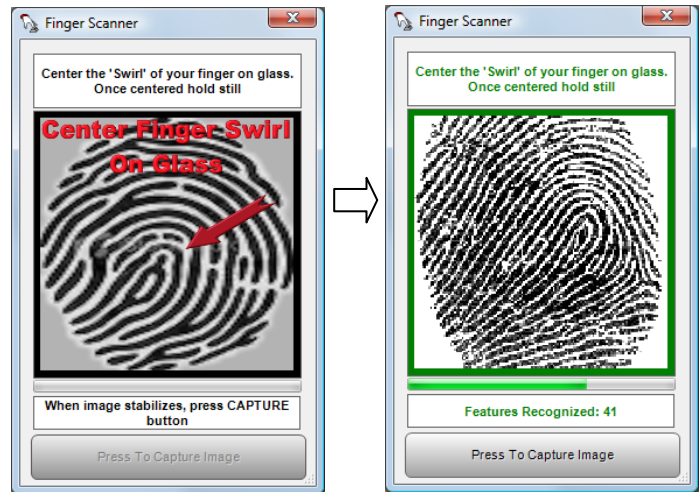 Finger Scanner
Center the 'Swirl' of your finger on glass.
Once centered hold still
Center Finger Swirl
On Glass
When image stabilizes, press CAPTURE
button
Press To Capture Image
Finger Scanner
Center the 'Swirl' of your finger on glass.
Once centered hold still
Features Recognized: 41
Press To Capture Image